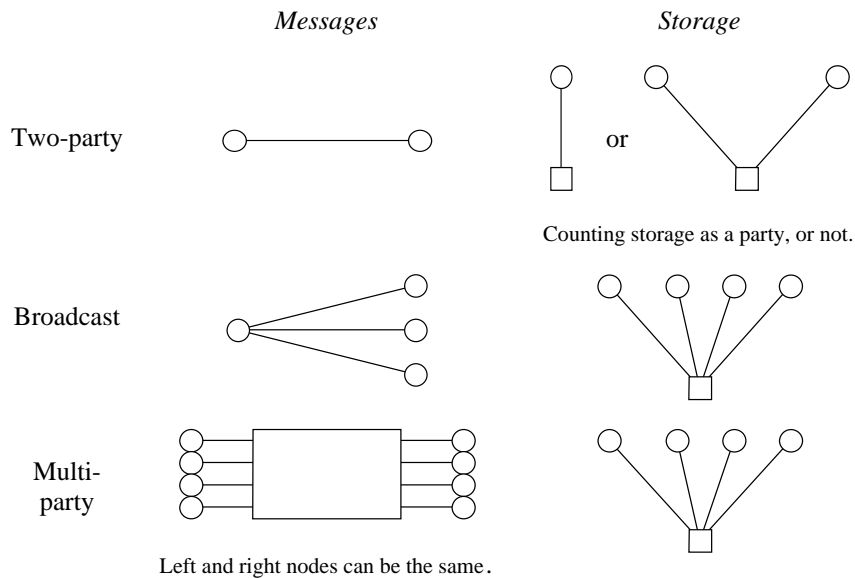 Messages
Storage
Two-party
or
Counting storage as a party, or not.
Broadcast
Multi-
party
Left and right nodes can be the same.